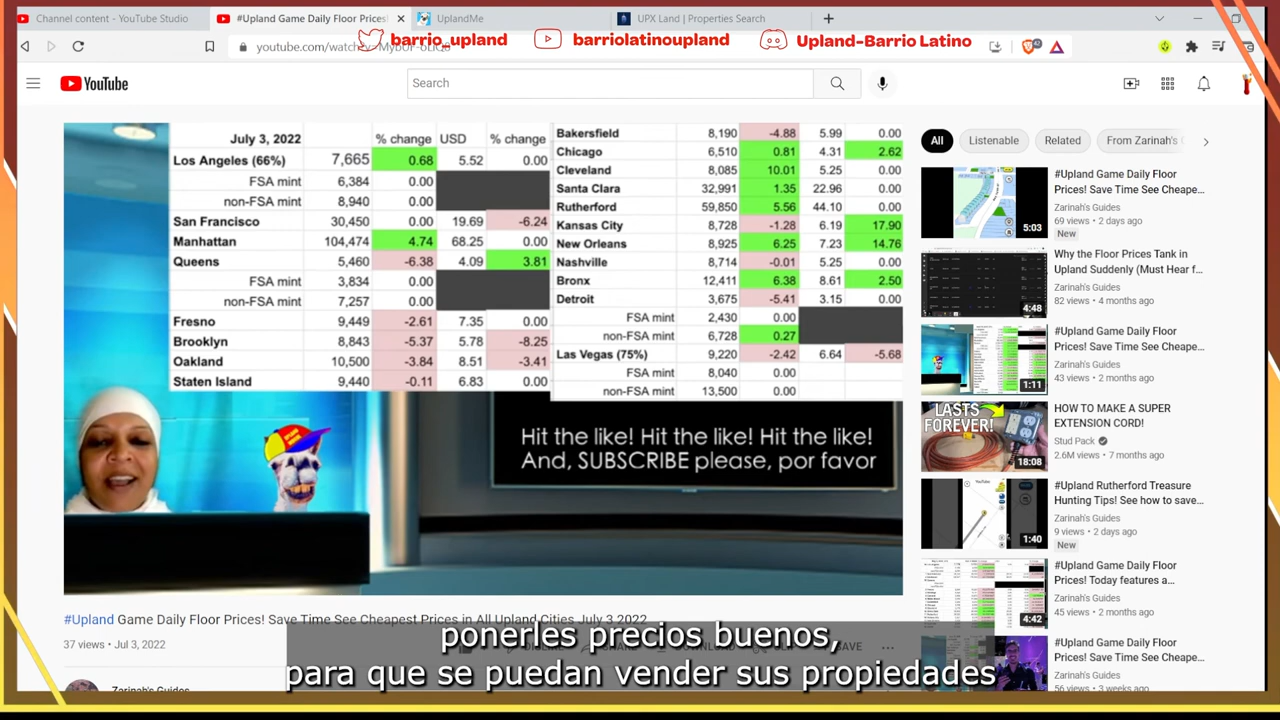 Channel content - YouTube Studio
#Upland Game Daily Floor Prices
UplandMe
UPX Land | Properties Search
barrio_upland
barriolatinoupland
Upland-Barrio Latino
YouTube
Search
July 3, 2022 % change USD % change
Los Angeles (66%) 7,665 0.68 5.52 0.00
FSA mint 6,384 0.00
non-FSA mint 8,940 0.00
San Francisco 30,450 0.00 19.69 -6.24
Manhattan 104,474 4.74 68.25 0.00
Queens 5,460 -6.38 4.09 3.81
FSA mint 3,834 0.00
non-FSA mint 7,257 0.00
Fresno 9,449 -2.61 7.35 0.00
Brooklyn 8,843 -5.37 5.78 -8.25
Oakland 10,500 -3.84 8.51 -3.41
Staten Island 9,440 -0.11 6.83 0.00
Bakersfield 8,190 -4.88 5.99 0.00
Chicago 6,510 0.81 4.31 2.62
Cleveland 8,085 10.01 5.25 0.00
Santa Clara 32,991 1.35 22.96 0.00
Rutherford 59,850 5.56 44.10 0.00
Kansas City 8,728 -1.28 6.19 17.90
New Orleans 8,925 6.25 7.23 14.76
Nashville 8,714 -0.01 5.25 0.00
Bronx 12,411 6.38 8.61 2.50
Detroit 3,675 -5.41 3.15 0.00
FSA mint 2,430 0.00
non-FSA mint 5,528 0.27
Las Vegas (75%) 9,220 -2.42 6.64 -5.68
FSA mint 8,040 0.00
non-FSA mint 13,500 0.00
Hit the like! Hit the like! Hit the like!
And, SUBSCRIBE please, por favor
#Upland Game Daily Floor Prices! Save Time See Cheapest Prices in All Upland Cities July 3 2022
37 views • Jul 3, 2022
Zarinah's Guides
poner los precios buenos,
para que se puedan vender sus propiedades
All
Listenable
Related
From Zarinah's G
#Upland Game Daily Floor
Prices! Save Time See Cheape...
Zarinah's Guides
69 views • 2 days ago
New
5:03
Why the Floor Prices Tank in
Upland Suddenly (Must Hear f...
Zarinah's Guides
82 views • 4 months ago
4:48
#Upland Game Daily Floor
Prices! Save Time See Cheape...
Zarinah's Guides
43 views • 2 days ago
1:11
HOW TO MAKE A SUPER
EXTENSION CORD!
Stud Pack
2.6M views • 7 months ago
LASTS
FOREVER!
18:08
#Upland Rutherford Treasure
Hunting Tips! See how to save...
Zarinah's Guides
9 views • 2 days ago
New
1:40
#Upland Game Daily Floor
Prices! Today features a...
Zarinah's Guides
45 views • 2 days ago
4:42
#Upland Game Daily Floor
Prices! Save Time See Cheape...
Zarinah's Guides
56 views • 3 weeks ago